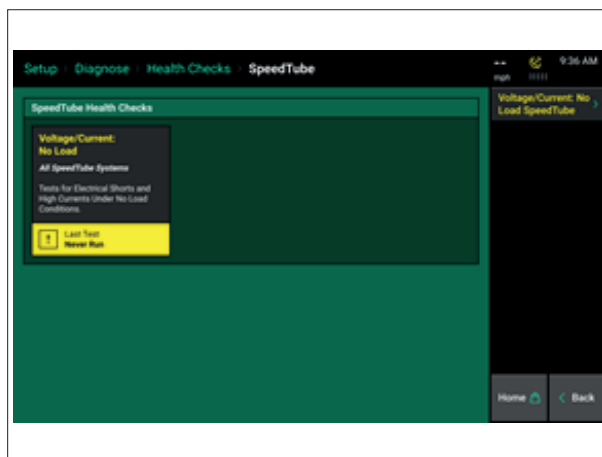 Setup Diagnose Health Checks SpeedTube
-- 9:36 AM
mph
SpeedTube Health Checks
Voltage/Current:
No Load
All SpeedTube Systems
Tests for Electrical Shorts and
High Currents Under No Load
Conditions.
! Last Test
Never Run
Voltage/Current: No
Load SpeedTube
Home
< Back